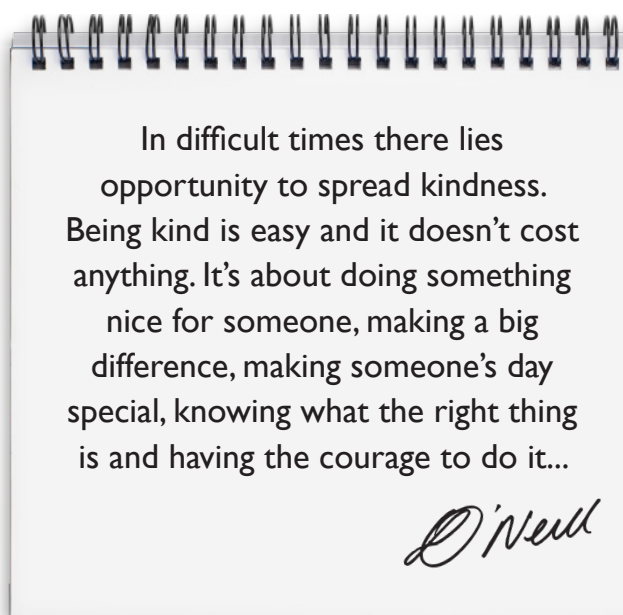 In difficult times there lies
opportunity to spread kindness.
Being kind is easy and it doesn’t cost
anything. It’s about doing something
nice for someone, making a big
difference, making someone’s day
special, knowing what the right thing
is and having the courage to do it...
O'Neill